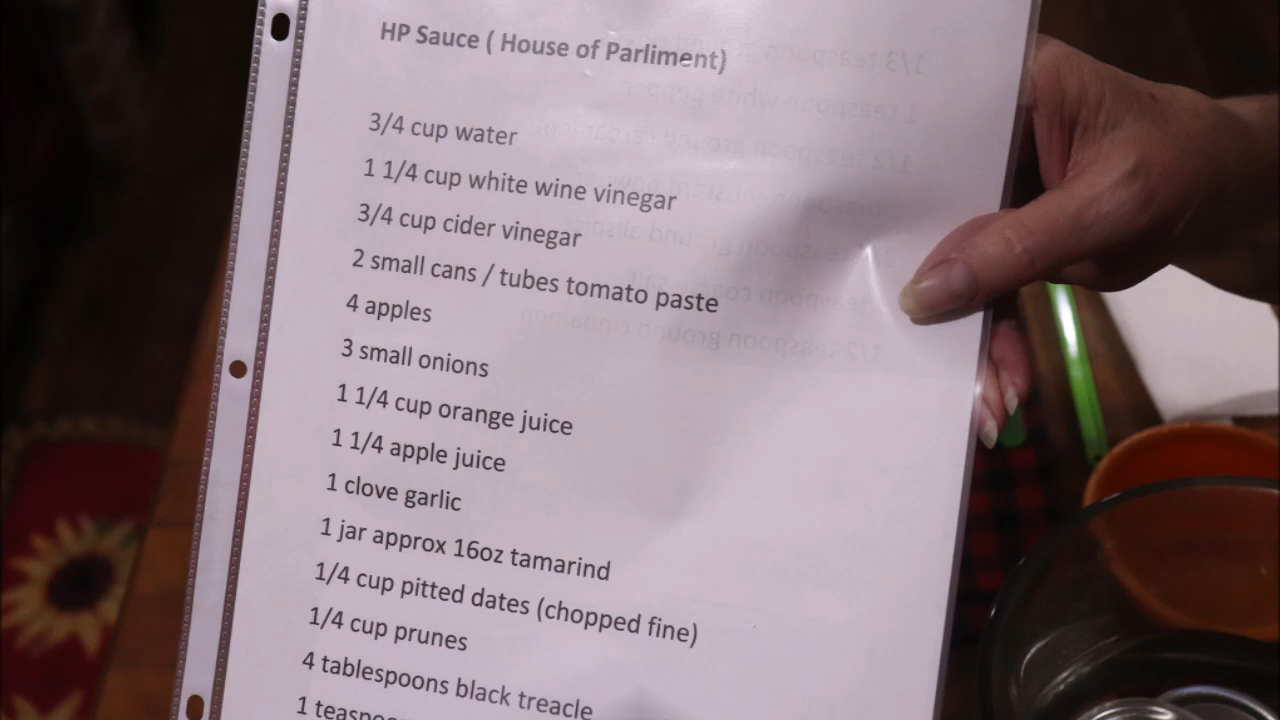 HP Sauce ( House of Parliment)
3/4 cup water
1 1/4 cup white wine vinegar
3/4 cup cider vinegar
2 small cans / tubes tomato paste
4 apples
3 small onions
1 1/4 cup orange juice
1 1/4 apple juice
1 clove garlic
1 jar approx 16oz tamarind
1/4 cup pitted dates (chopped fine)
1/4 cup prunes
4 tablespoons black treacle
1